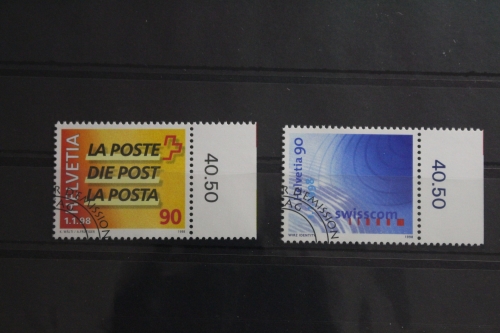 HELVETIA
LA POSTE
DIE POST
LA POSTA
1.1.98
90
40.50
Helvetia 90
swisscom
40.50